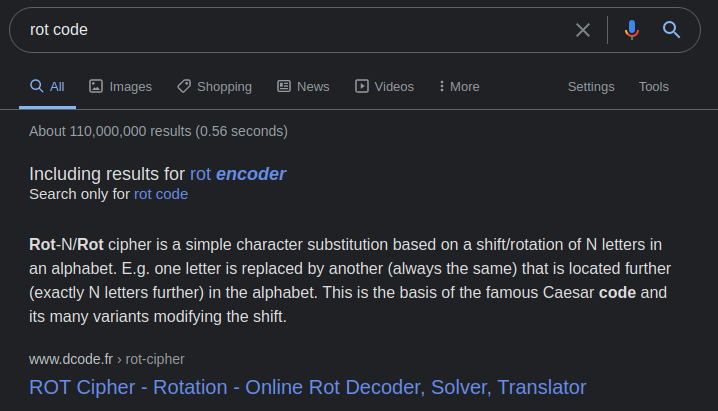 rot code
All Images Shopping News Videos More Settings Tools
About 110,000,000 results (0.56 seconds)
Including results for rot encoder
Search only for rot code
Rot-N/Rot cipher is a simple character substitution based on a shift/rotation of N letters in
an alphabet. E.g. one letter is replaced by another (always the same) that is located further
(exactly N letters further) in the alphabet. This is the basis of the famous Caesar code and
its many variants modifying the shift.
www.dcode.fr › rot-cipher
ROT Cipher - Rotation - Online Rot Decoder, Solver, Translator